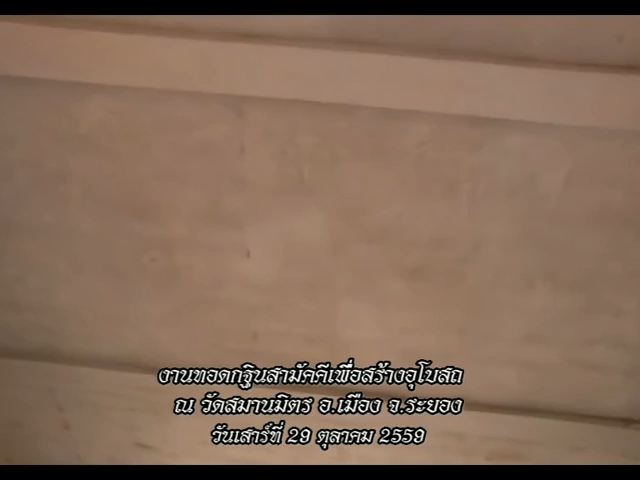 งานทอดกฐินสามัคคีเพื่อสร้างอุโบสถ
ณ วัดสมานมิตร อ.เมือง จ.ระยอง
วันเสาร์ที่ 29 ตุลาคม 2559